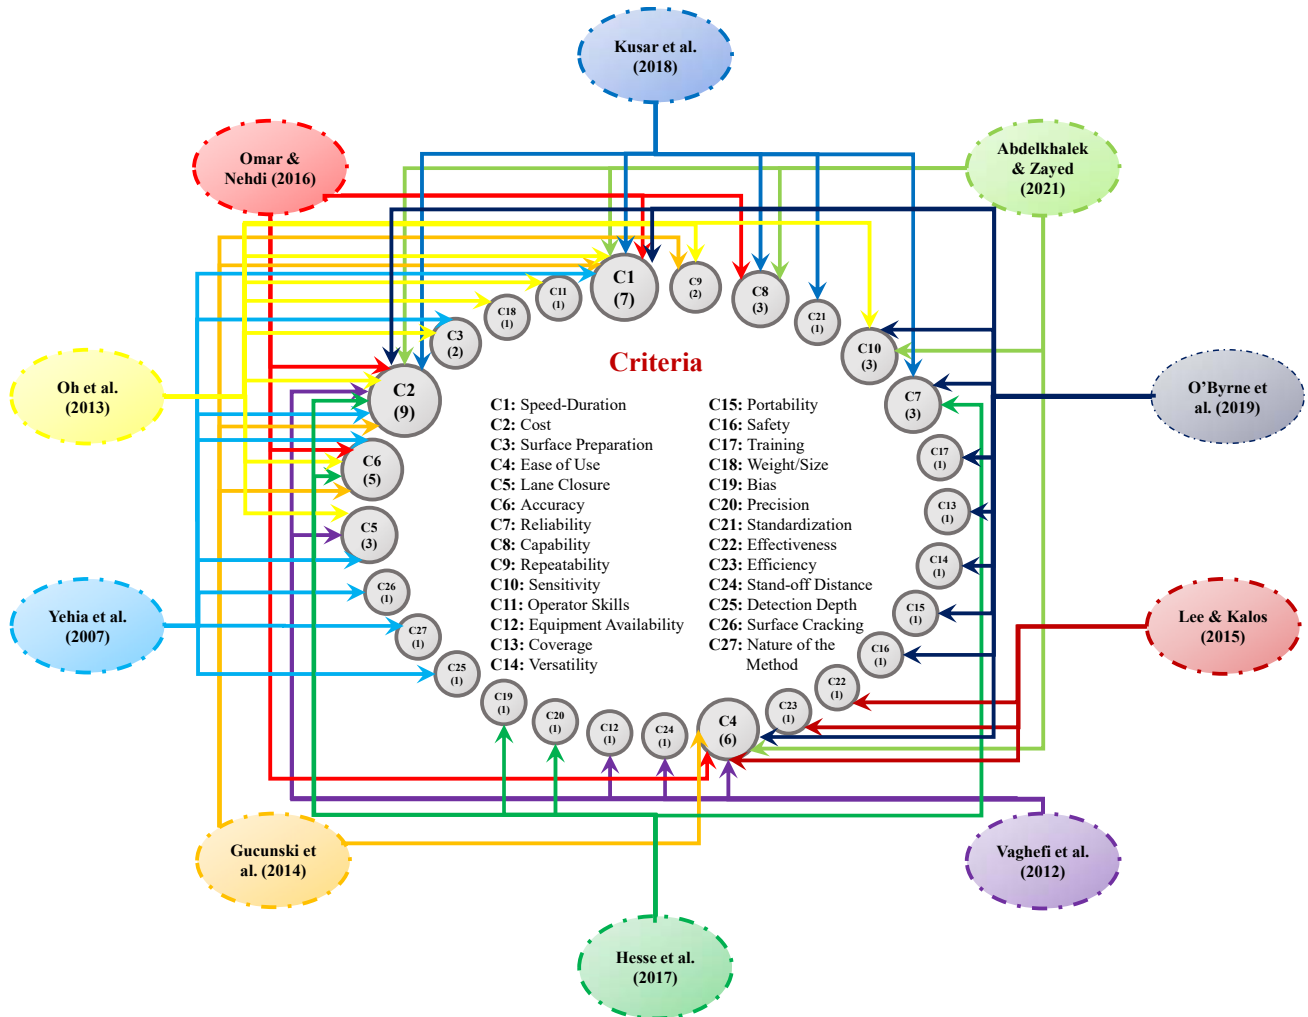 Kusar et al.
(2018)
Omar &
Nehdi (2016)
Abdelkhalek
& Zayed
(2021)
Oh et al.
(2013)
O’Byrne et
al. (2019)
Yehia et al.
(2007)
Lee & Kalos
(2015)
Gucunski et
al. (2014)
Vaghefi et al.
(2012)
Hesse et al.
(2017)
C1
(7)
C9
(2)
C8
(3)
C21
(1)
C10
(3)
C7
(3)
C17
(1)
C13
(1)
C14
(1)
C15
(1)
C16
(1)
C22
(1)
C23
(1)
C4
(6)
C24
(1)
C12
(1)
C20
(1)
C19
(1)
C25
(1)
C27
(1)
C26
(1)
C5
(3)
C6
(5)
C2
(9)
C3
(2)
C18
(1)
C11
(1)
Criteria
C1: Speed-Duration
C2: Cost
C3: Surface Preparation
C4: Ease of Use
C5: Lane Closure
C6: Accuracy
C7: Reliability
C8: Capability
C9: Repeatability
C10: Sensitivity
C11: Operator Skills
C12: Equipment Availability
C13: Coverage
C14: Versatility
C15: Portability
C16: Safety
C17: Training
C18: Weight/Size
C19: Bias
C20: Precision
C21: Standardization
C22: Effectiveness
C23: Efficiency
C24: Stand-off Distance
C25: Detection Depth
C26: Surface Cracking
C27: Nature of the
Method